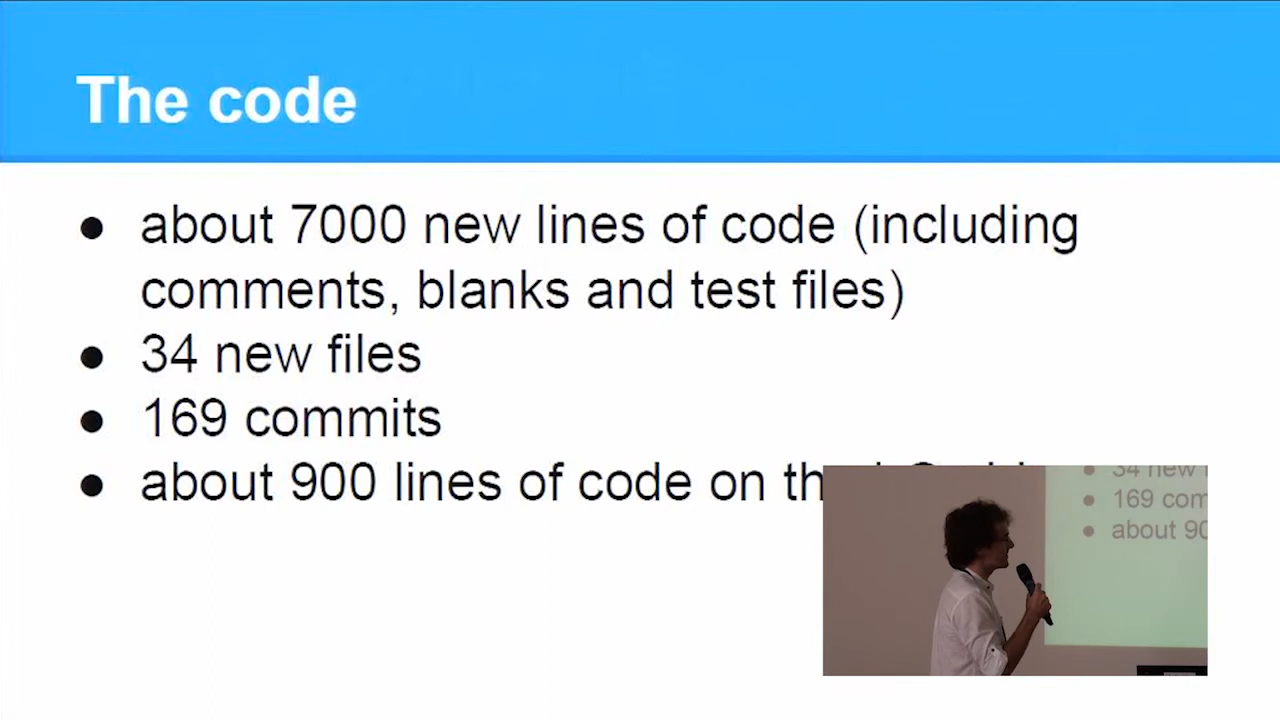 The code
● about 7000 new lines of code (including
comments, blanks and test files)
● 34 new files
● 169 commits
● about 900 lines of code on
● 34 new
● 169 com
● about 90